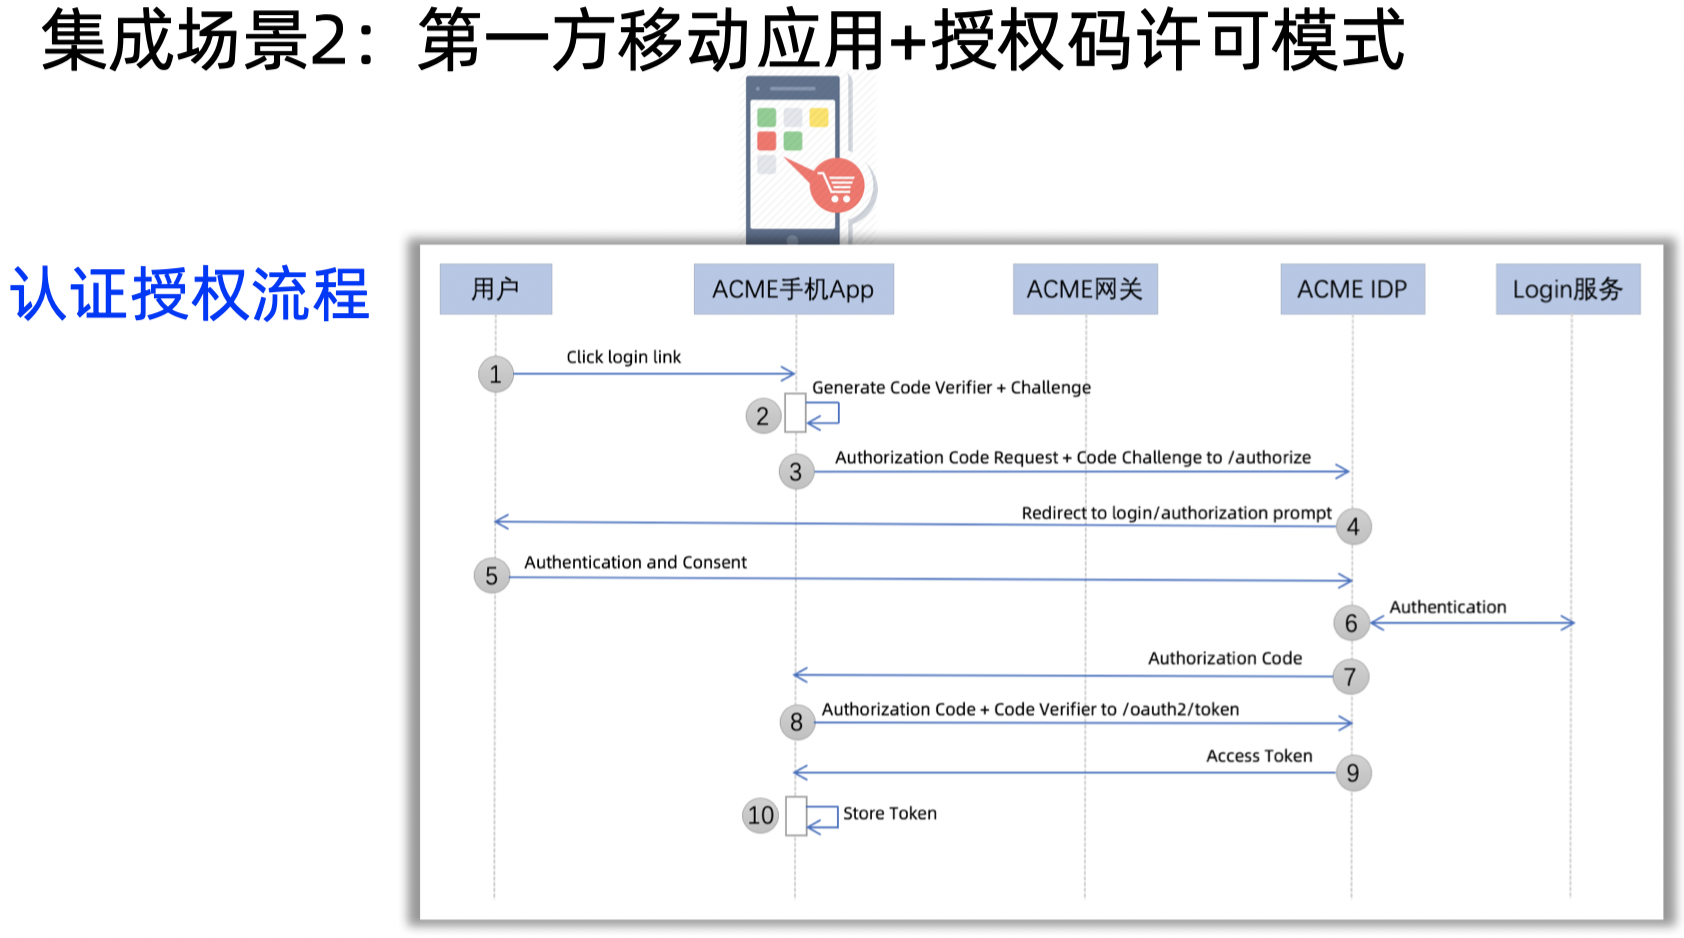 集成场景2：第一方移动应用+授权码许可模式
认证授权流程
用户
ACME手机App
ACME网关
ACME IDP
Login服务
1
Click login link
2
Generate Code Verifier + Challenge
3
Authorization Code Request + Code Challenge to /authorize
Redirect to login/authorization prompt
4
5
Authentication and Consent
6
Authentication
Authorization Code
7
8
Authorization Code + Code Verifier to /oauth2/token
Access Token
9
10
Store Token